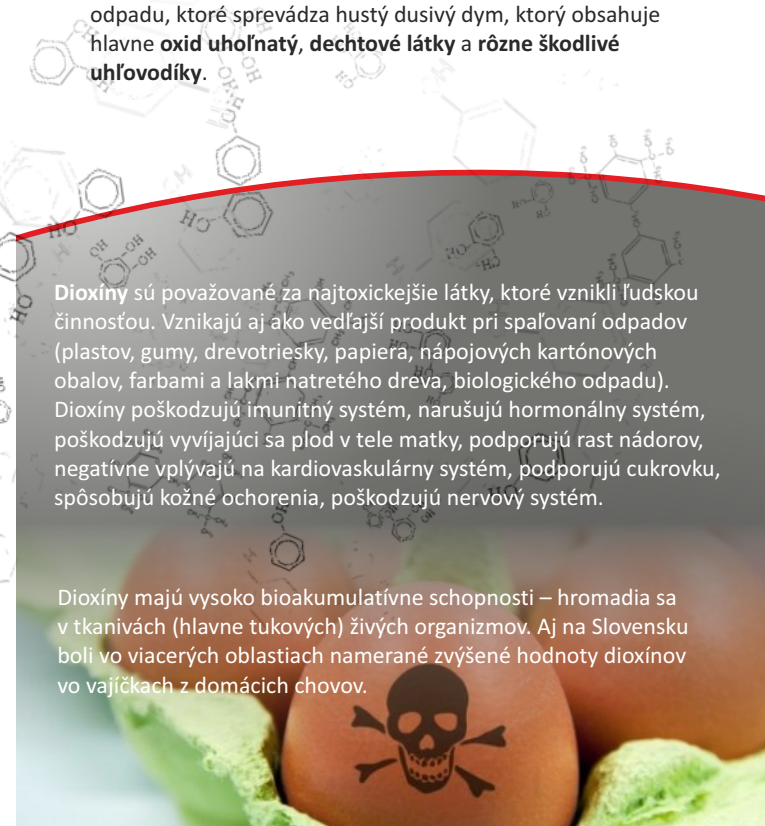 odpadu, ktoré sprevádza hustý dusivý dym, ktorý obsahuje
hlavne oxid uhoľnatý, dechtové látky a rôzne škodlivé
uhľovodíky.
Dioxíny sú považované za najtoxickejšie látky, ktoré vznikli ľudskou
činnosťou. Vznikajú aj ako vedľajší produkt pri spaľovaní odpadov
(plastov, gumy, drevotriesky, papiera, nápojových kartónových
obalov, farbami a lakmi natretého dreva, biologického odpadu).
Dioxíny poškodzujú imunitný systém, narušujú hormonálny systém,
poškodzujú vyvíjajúci sa plod v tele matky, podporujú rast nádorov,
negatívne vplývajú na kardiovaskulárny systém, podporujú cukrovku,
spôsobujú kožné ochorenia, poškodzujú nervový systém.
Dioxíny majú vysoko bioakumulatívne schopnosti – hromadia sa
v tkanivách (hlavne tukových) živých organizmov. Aj na Slovensku
boli vo viacerých oblastiach namerané zvýšené hodnoty dioxínov
vo vajíčkach z domácich chovov.